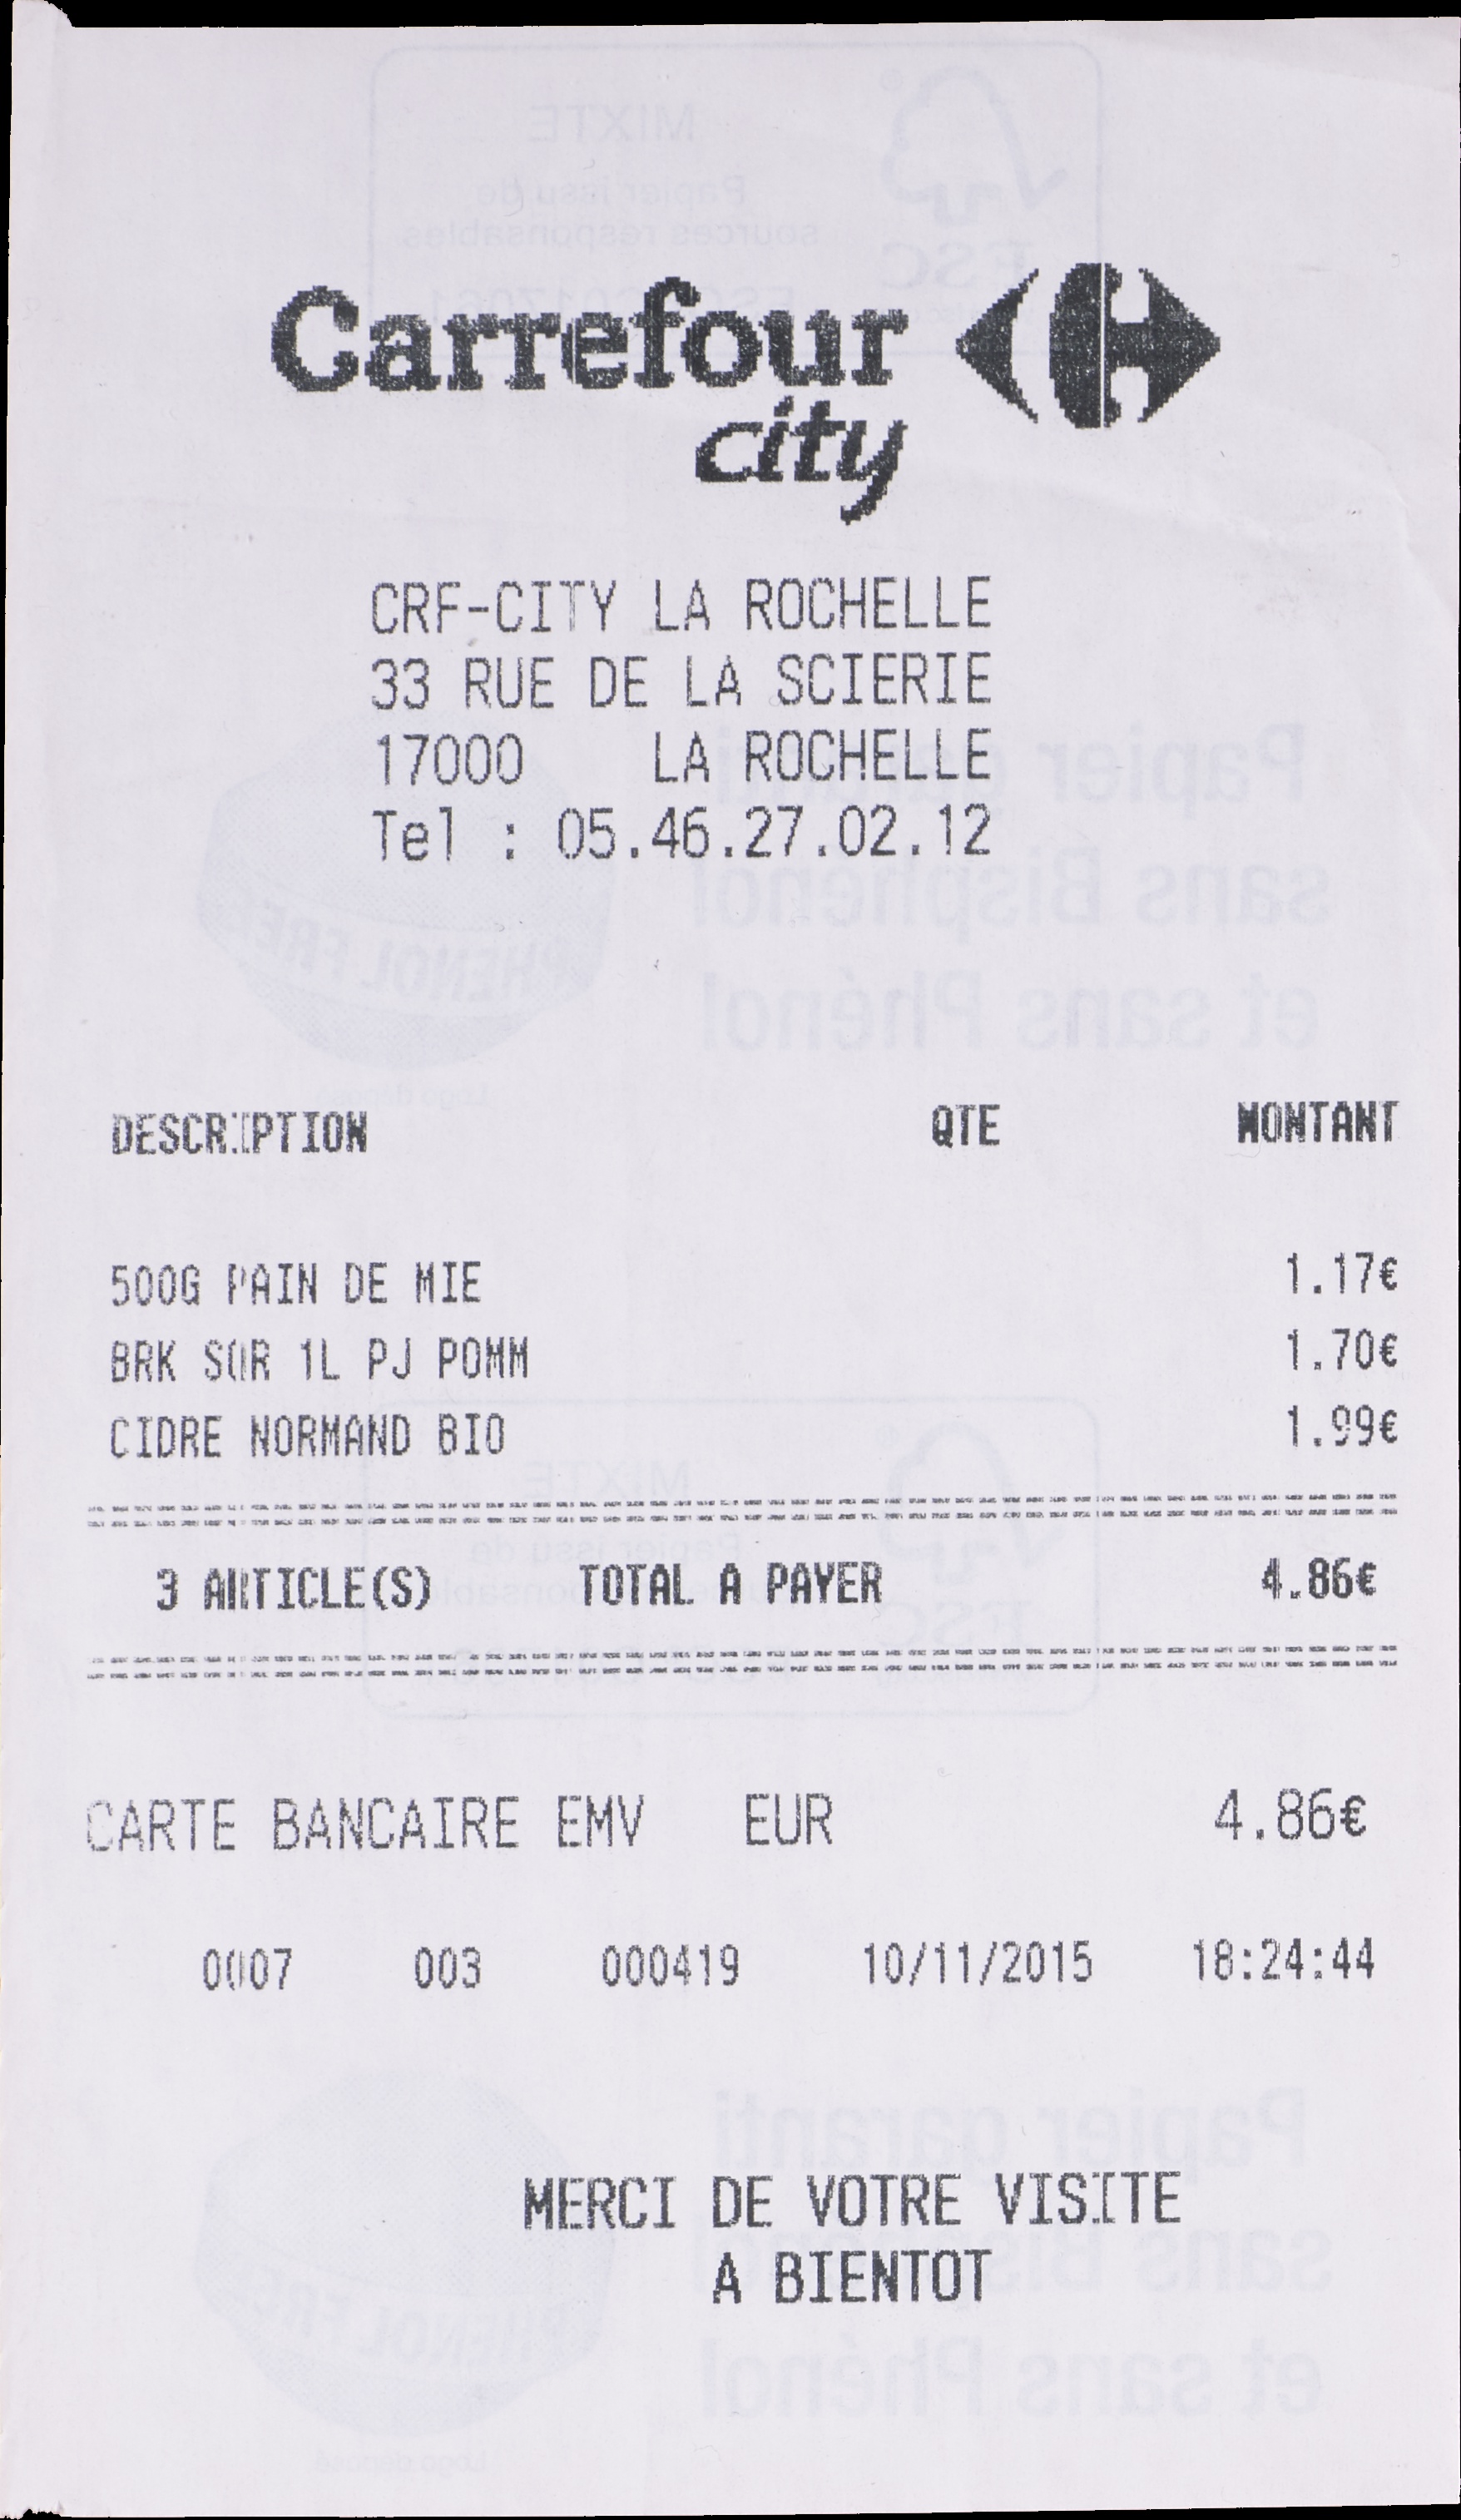 Carrefour
city
CRF-CITY LA ROCHELLE
33 RUE DE LA SCIERIE
17000 LA ROCHELLE
Tel : 05.46.27.02.12
DESCRIPTION QTE MONTANT
500G PAIN DE MIE 1.17€
BRK SOR 1L PJ POMM 1.70€
CIDRE NORMAND BIO 1.99€
3 ARTICLE(S) TOTAL A PAYER 4.86€
CARTE BANCAIRE EMV EUR 4.86€
0007 003 000419 10/11/2015 18:24:44
MERCI DE VOTRE VISITE
A BIENTOT